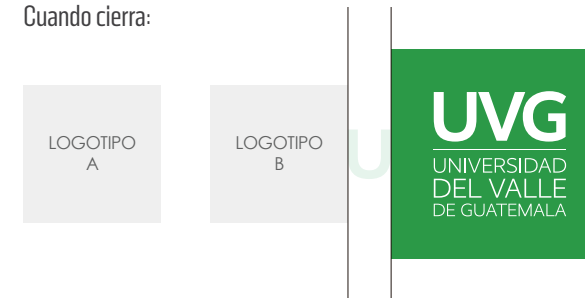 Cuando cierra:
LOGOTIPO
A
LOGOTIPO
B
U
UVG
UNIVERSIDAD
DEL VALLE
DE GUATEMALA